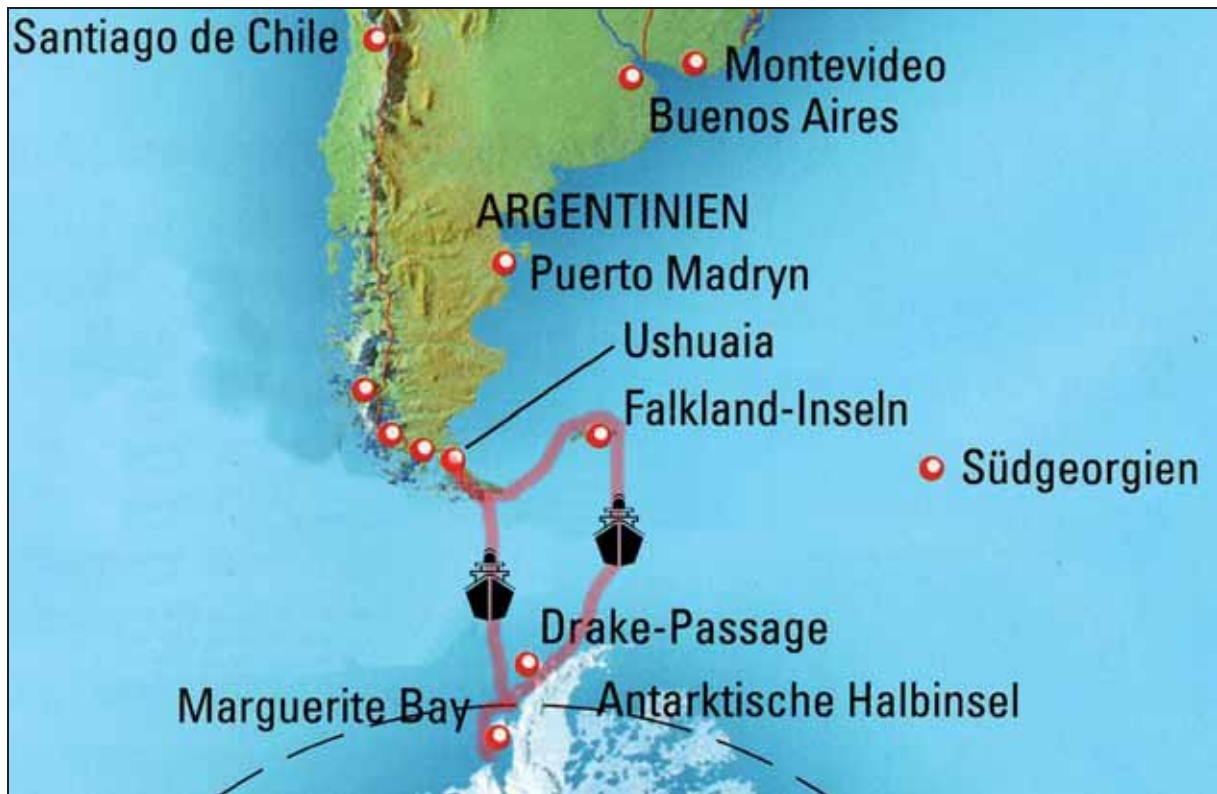 Santiago de Chile
Montevideo
Buenos Aires
ARGENTINIEN
Puerto Madryn
Ushuaia
Falkland-Inseln
Südgeorgien
Drake-Passage
Marguerite Bay
Antarktische Halbinsel